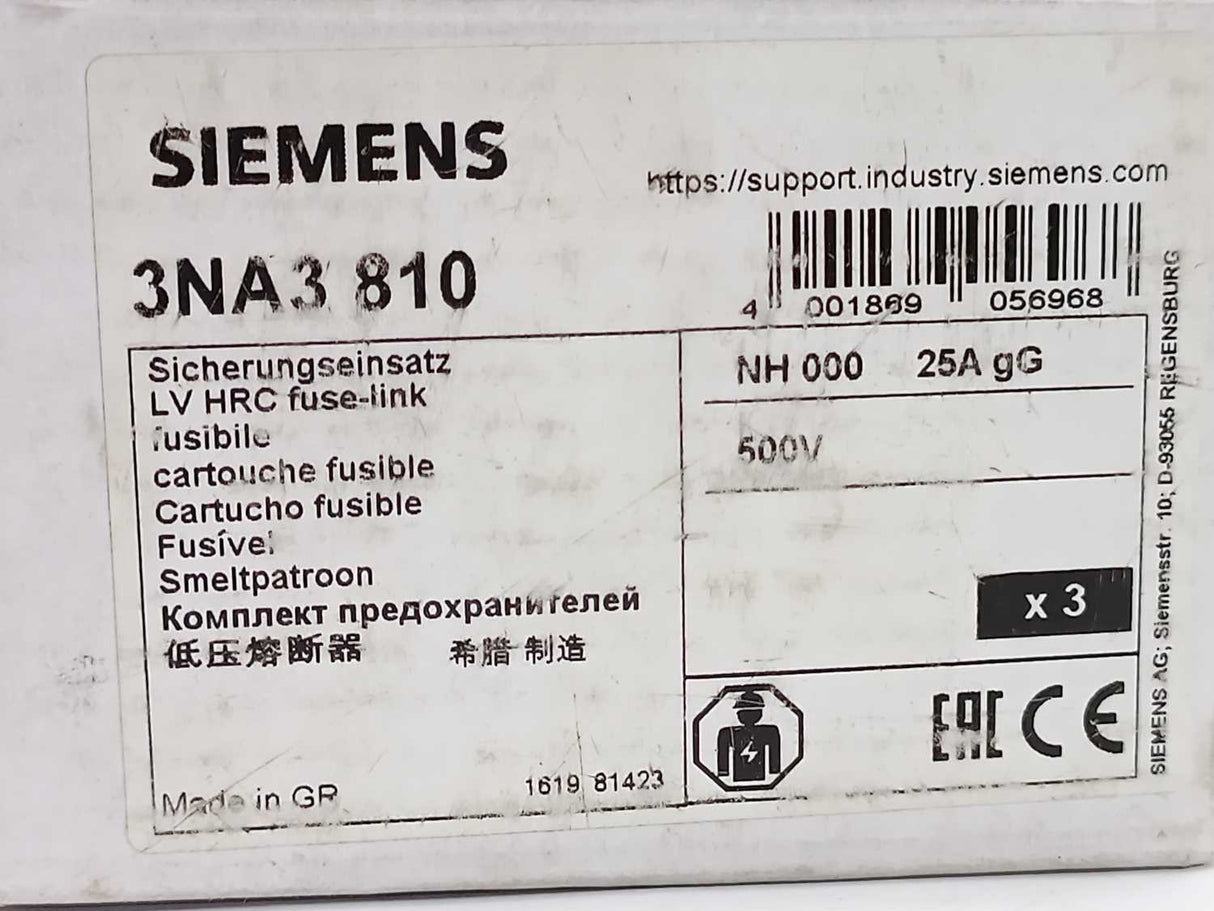 SIEMENS
https://support.industry.siemens.com
3NA3 810
4 001869 056968
Sicherungseinsatz
LV HRC fuse-link
fusibile
cartouche fusible
Cartucho fusible
Fusível
Smeltpatroon
Комплект предохранителей
低压熔断器 希腊 制造
Made in GR
1619 81423
NH 000 25A gG
500V
x 3
EAC CE
SIEMENS AG; Siemensstr. 10; D-93055 REGENSBURG